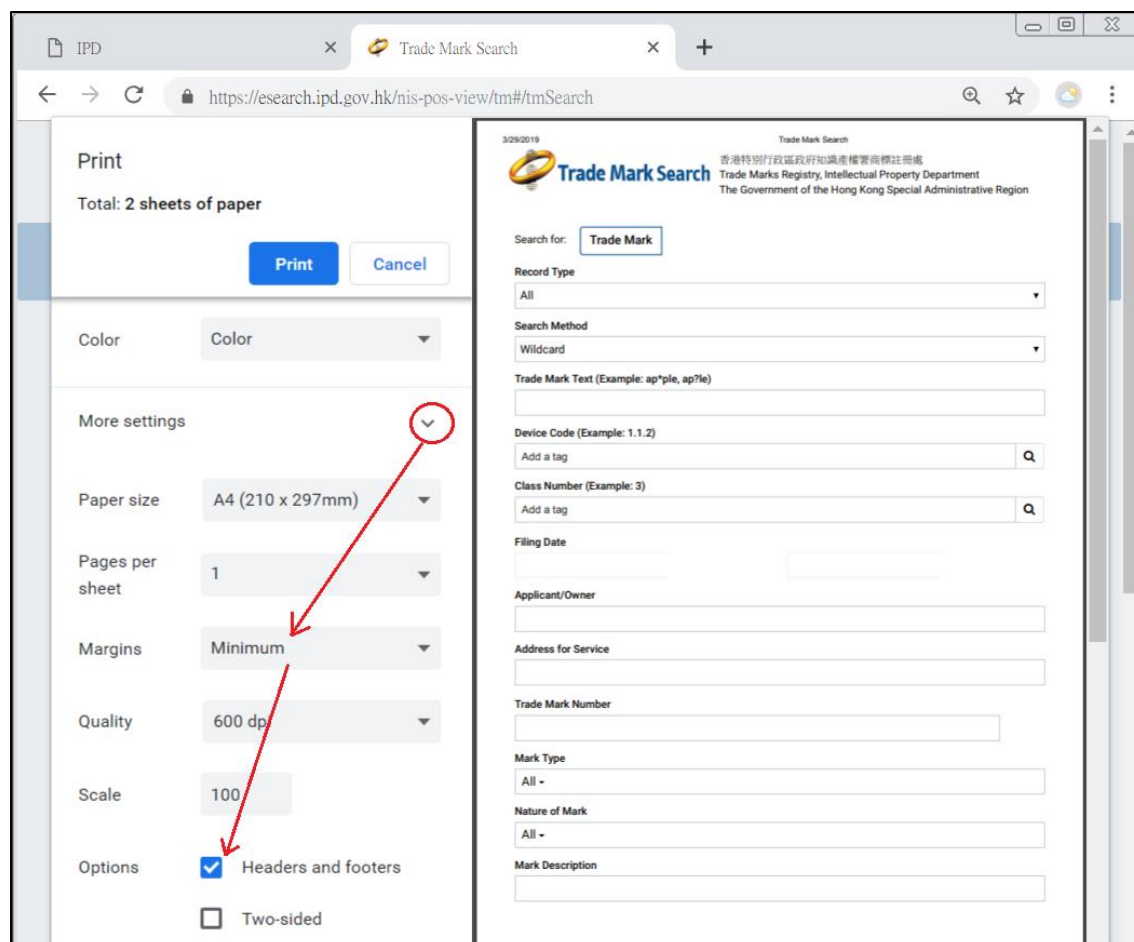 IPD
Trade Mark Search
https://esearch.ipd.gov.hk/nis-pos-view/tm#/tmSearch
Print
Total: 2 sheets of paper
Print
Cancel
Color
Color
More settings
Paper size
A4 (210 x 297mm)
Pages per
sheet
1
Margins
Minimum
Quality
600 dpi
Scale
100
Options
Headers and footers
Two-sided
3/29/2019
Trade Mark Search
Trade Mark Search
香港特別行政區政府知識產權署商標註冊處
Trade Marks Registry, Intellectual Property Department
The Government of the Hong Kong Special Administrative Region
Search for:
Trade Mark
Record Type
All
Search Method
Wildcard
Trade Mark Text (Example: ap*ple, ap?le)
Device Code (Example: 1.1.2)
Add a tag
Class Number (Example: 3)
Add a tag
Filing Date
Applicant/Owner
Address for Service
Trade Mark Number
Mark Type
All
Nature of Mark
All
Mark Description